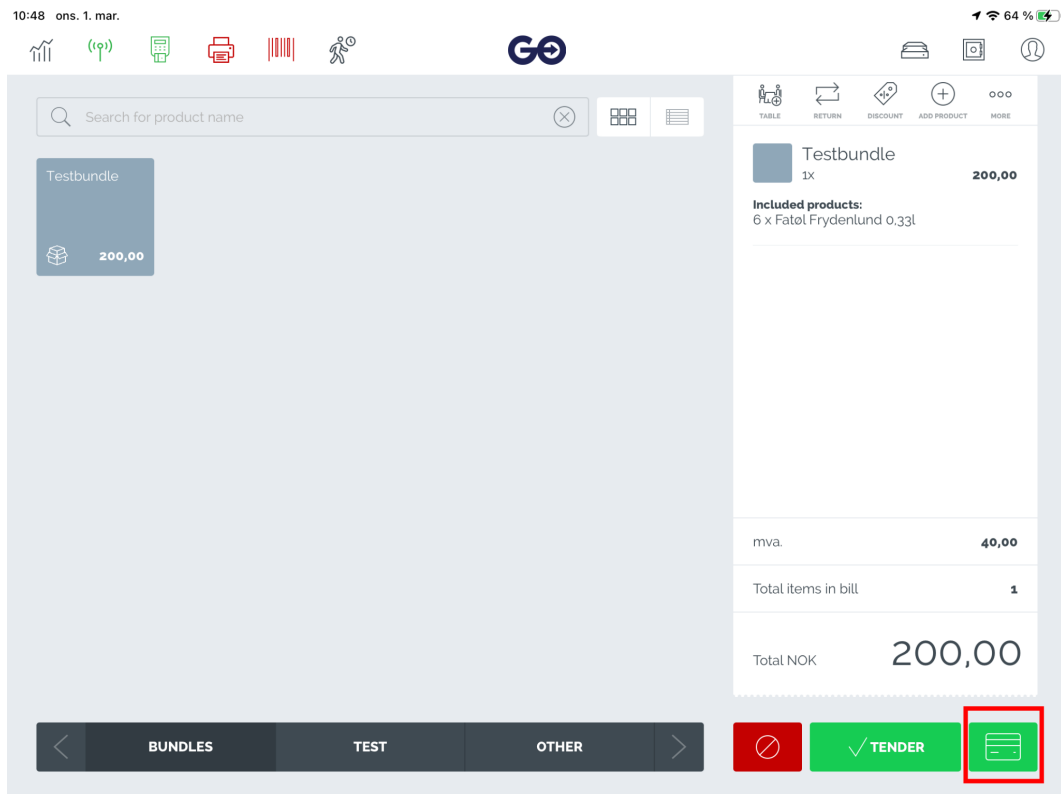 10:48 ons. 1. mar.
64 %
GO
Search for product name
TABLE RETURN DISCOUNT ADD PRODUCT MORE
Testbundle
200,00
Testbundle
1x 200,00
Included products:
6 x Fatøl Frydenlund 0,33l
mva. 40,00
Total items in bill 1
Total NOK 200,00
BUNDLES TEST OTHER
TENDER